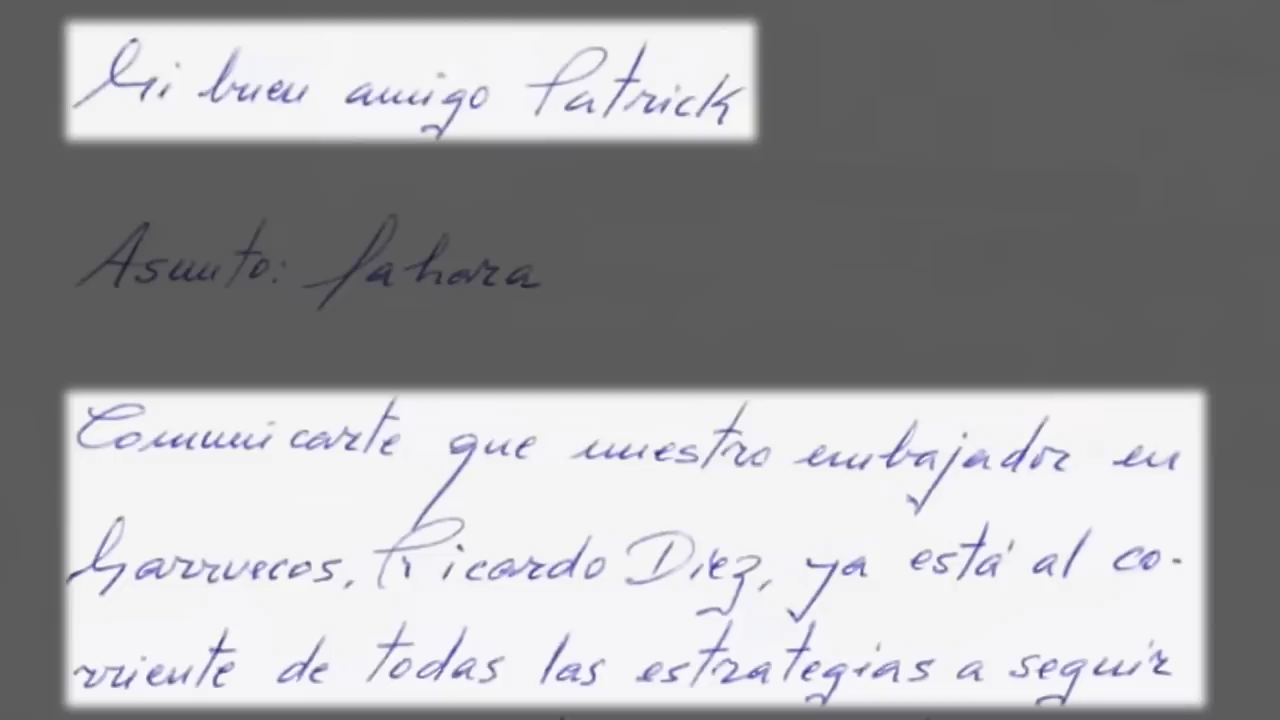 Mi buen amigo Patrick
Asunto: Sahara
Comunicarte que nuestro embajador en
Marruecos, Ricardo Díez, ya está al co-
rriente de todas las estrategias a seguir